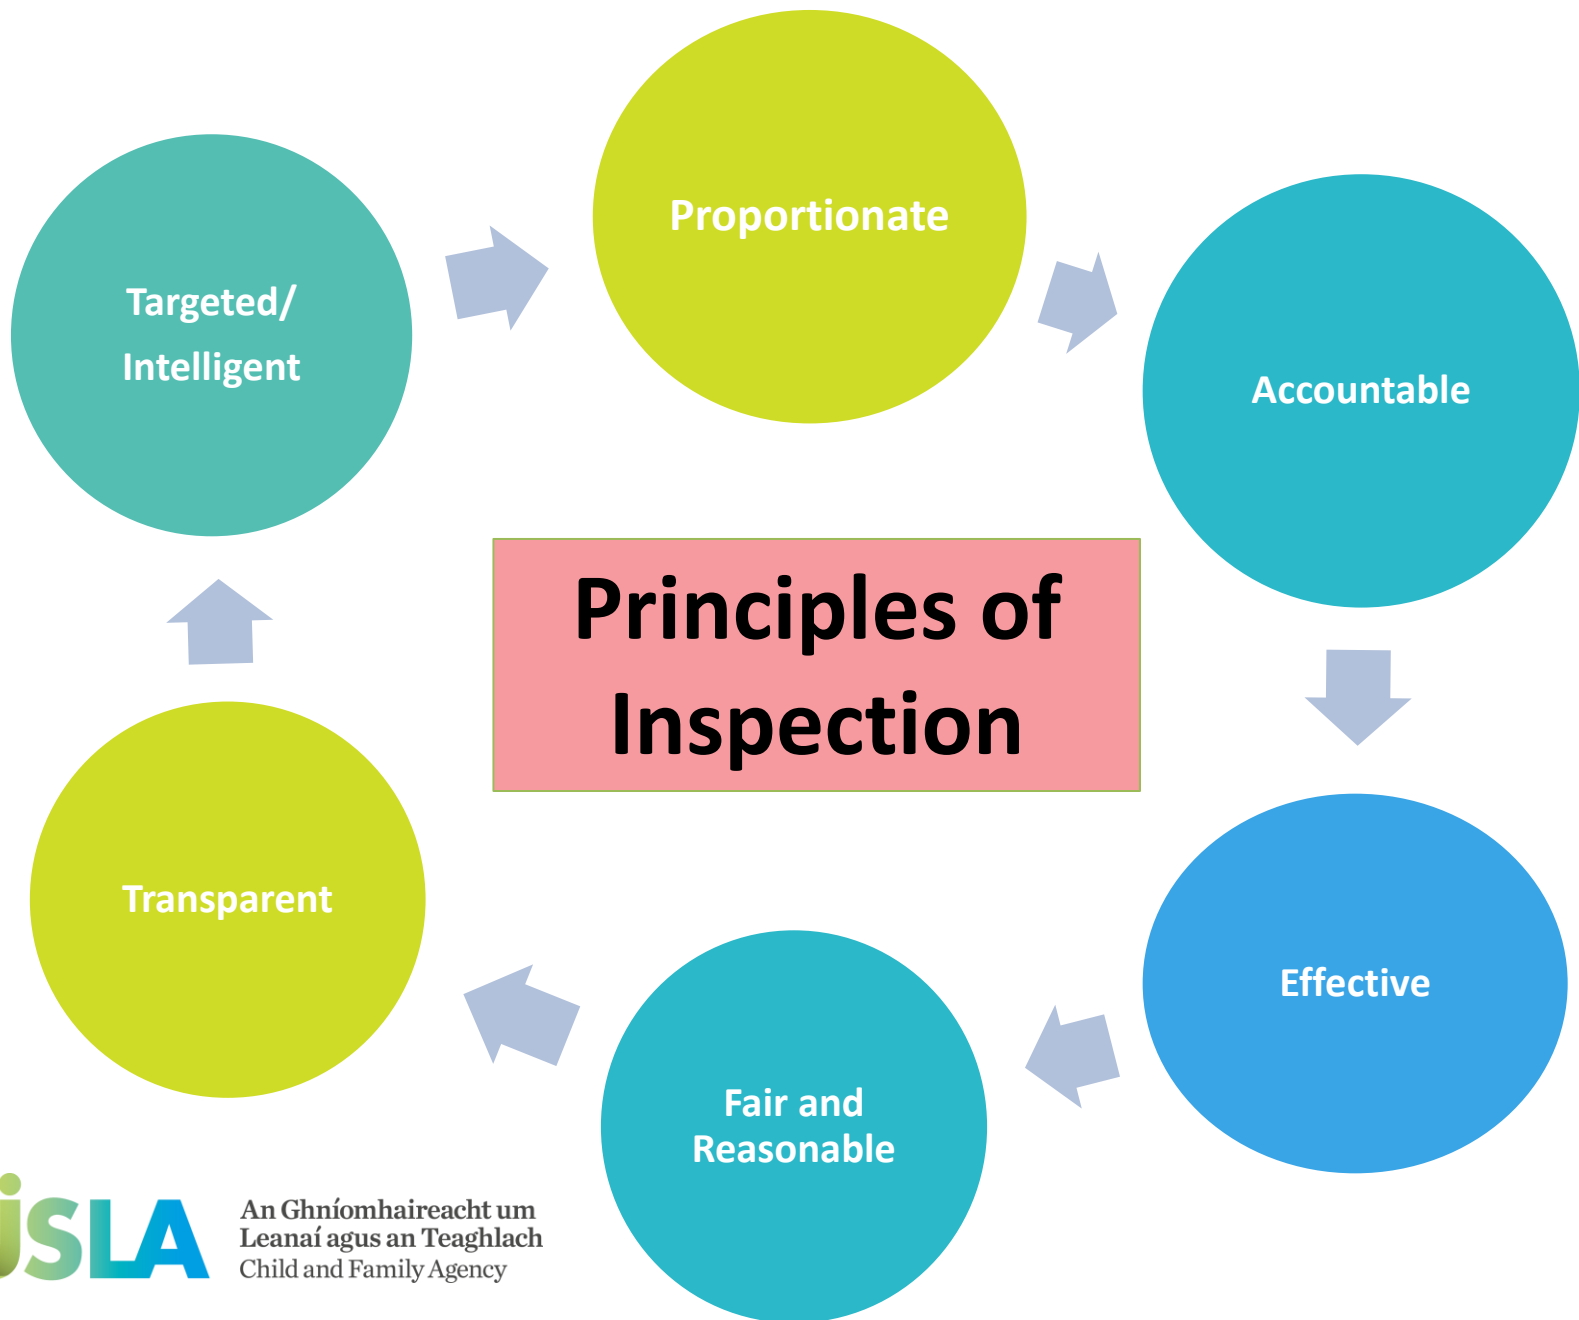 Proportionate
Targeted/
Intelligent
Accountable
Principles of
Inspection
Transparent
Effective
Fair and
Reasonable
ÚSLA
An Ghníomhaireacht um
Leanaí agus an Teaghlach
Child and Family Agency